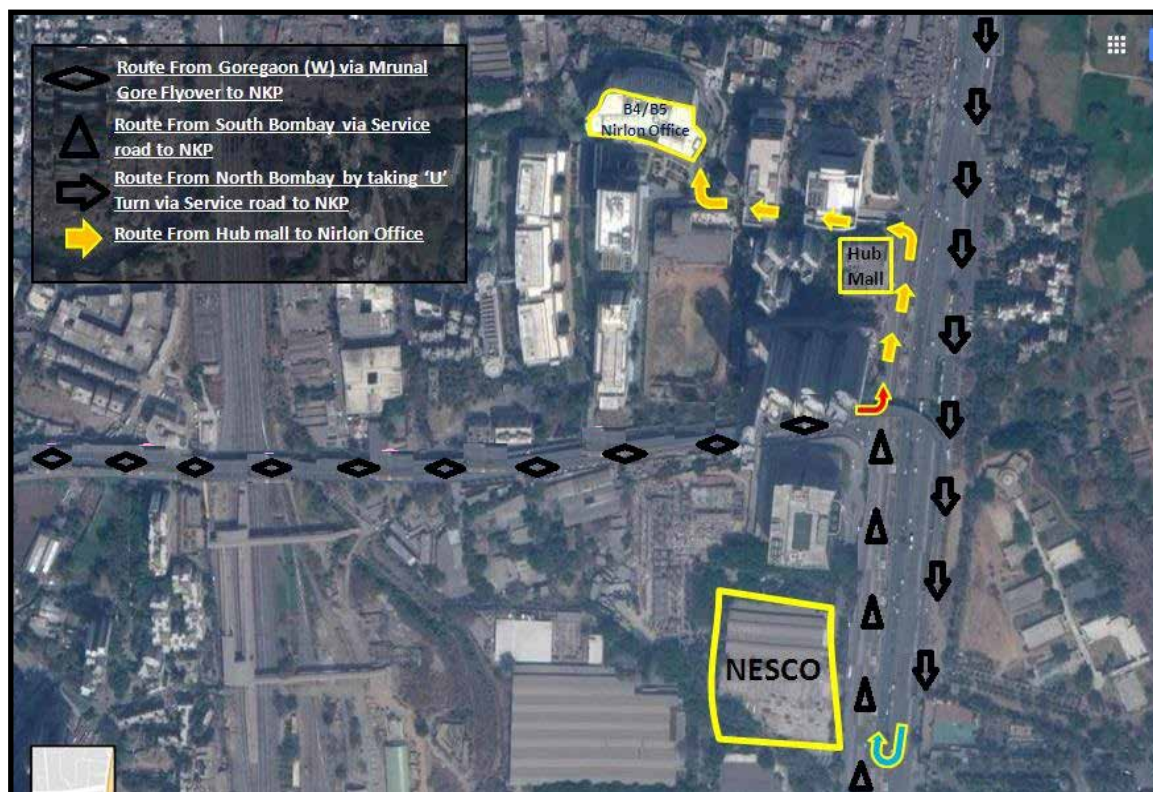 Route From Goregaon (W) via Mrunal
Gore Flyover to NKP
Route From South Bombay via Service
road to NKP
Route From North Bombay by taking ‘U’
Turn via Service road to NKP
Route From Hub mall to Nirlon Office
B4/B5
Nirlon Office
Hub
Mall
NESCO